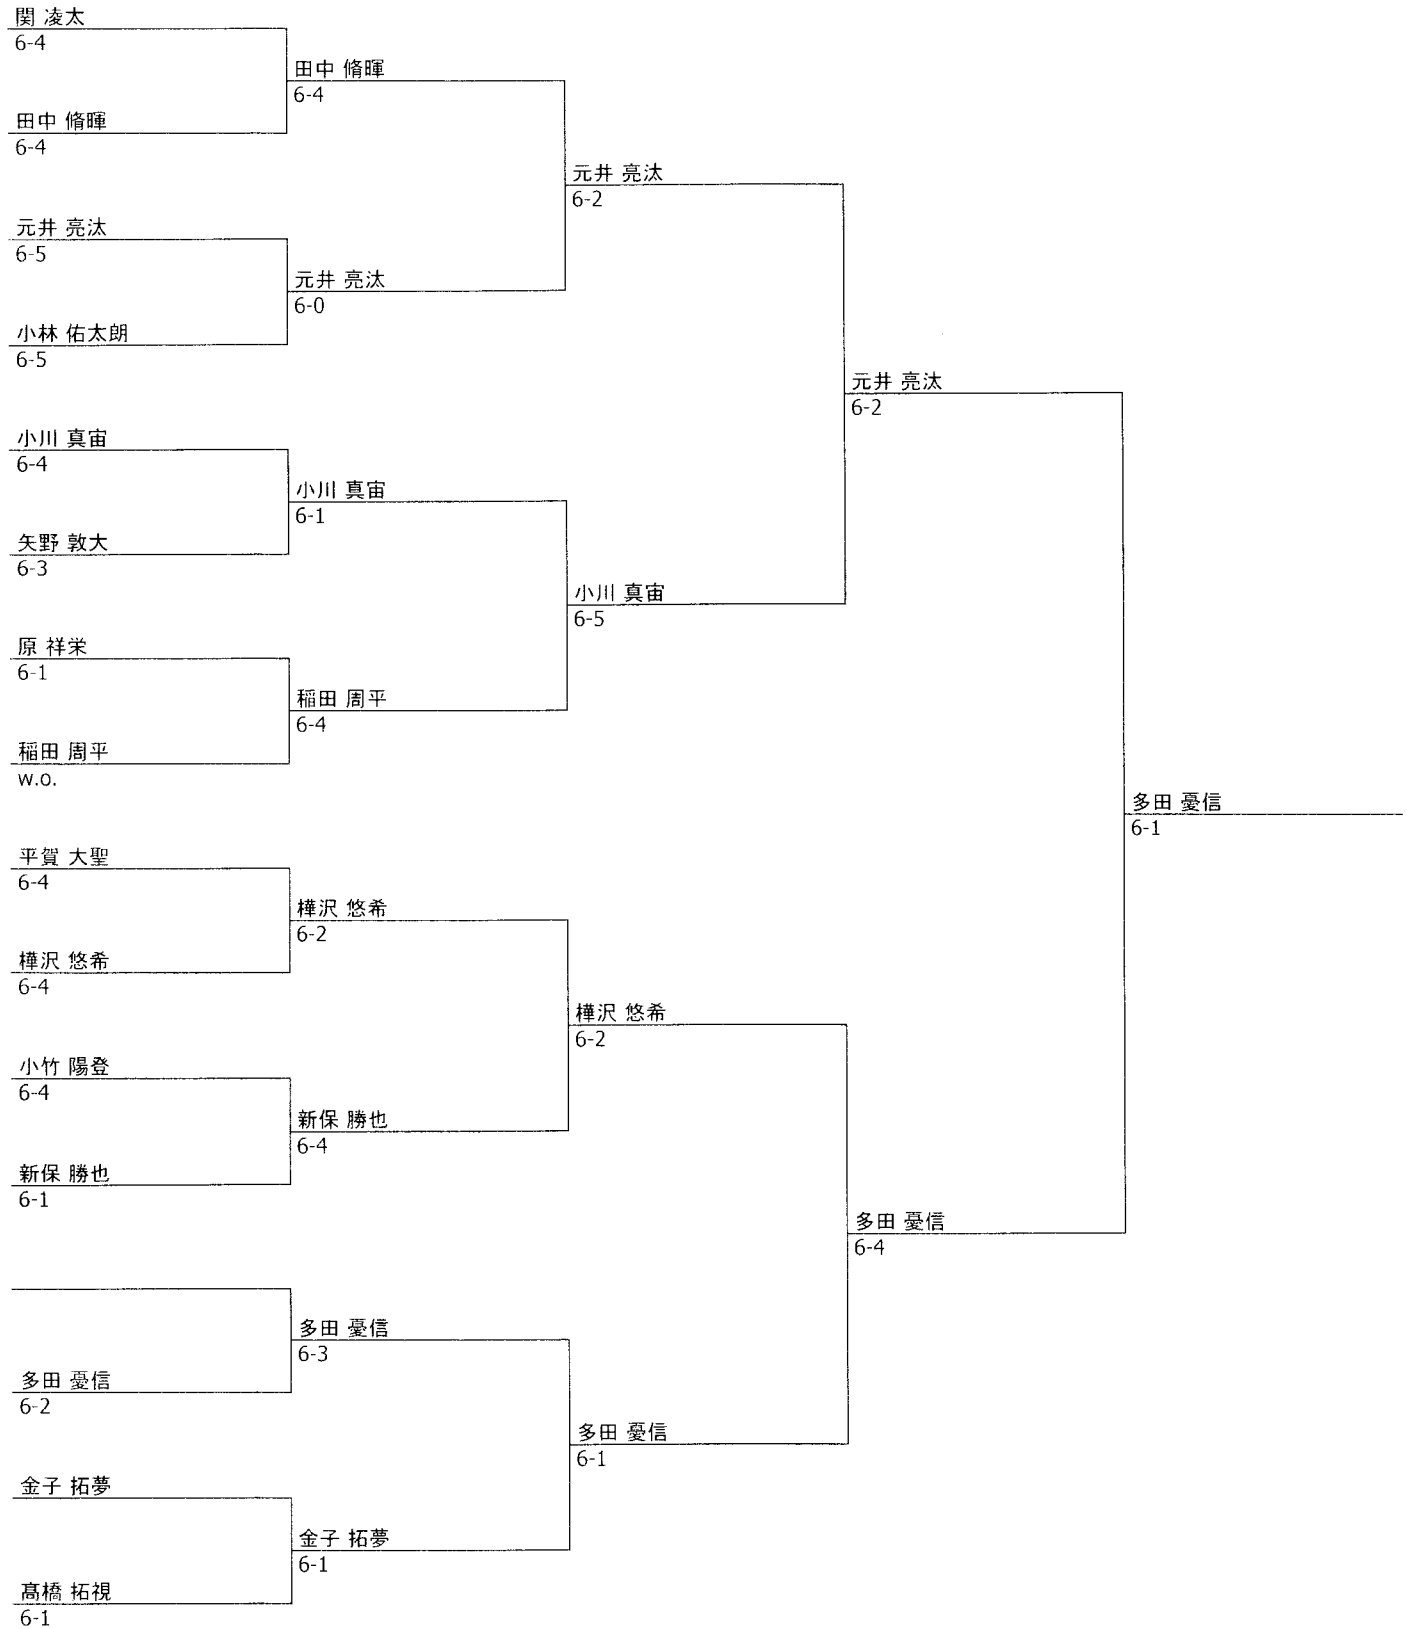 関 凌太
6-4
田中 脩暉
6-4
田中 脩暉
6-4
元井 亮汰
6-2
元井 亮汰
6-5
元井 亮汰
6-0
小林 佑太朗
6-5
元井 亮汰
6-2
小川 真宙
6-4
小川 真宙
6-1
矢野 敦大
6-3
小川 真宙
6-5
原 祥栄
6-1
稲田 周平
6-4
稲田 周平
w.o.
多田 憂信
6-1
平賀 大聖
6-4
樺沢 悠希
6-2
樺沢 悠希
6-4
樺沢 悠希
6-2
小竹 陽登
6-4
新保 勝也
6-4
新保 勝也
6-1
多田 憂信
6-4
多田 憂信
6-3
多田 憂信
6-2
多田 憂信
6-1
金子 拓夢
金子 拓夢
6-1
髙橋 拓視
6-1